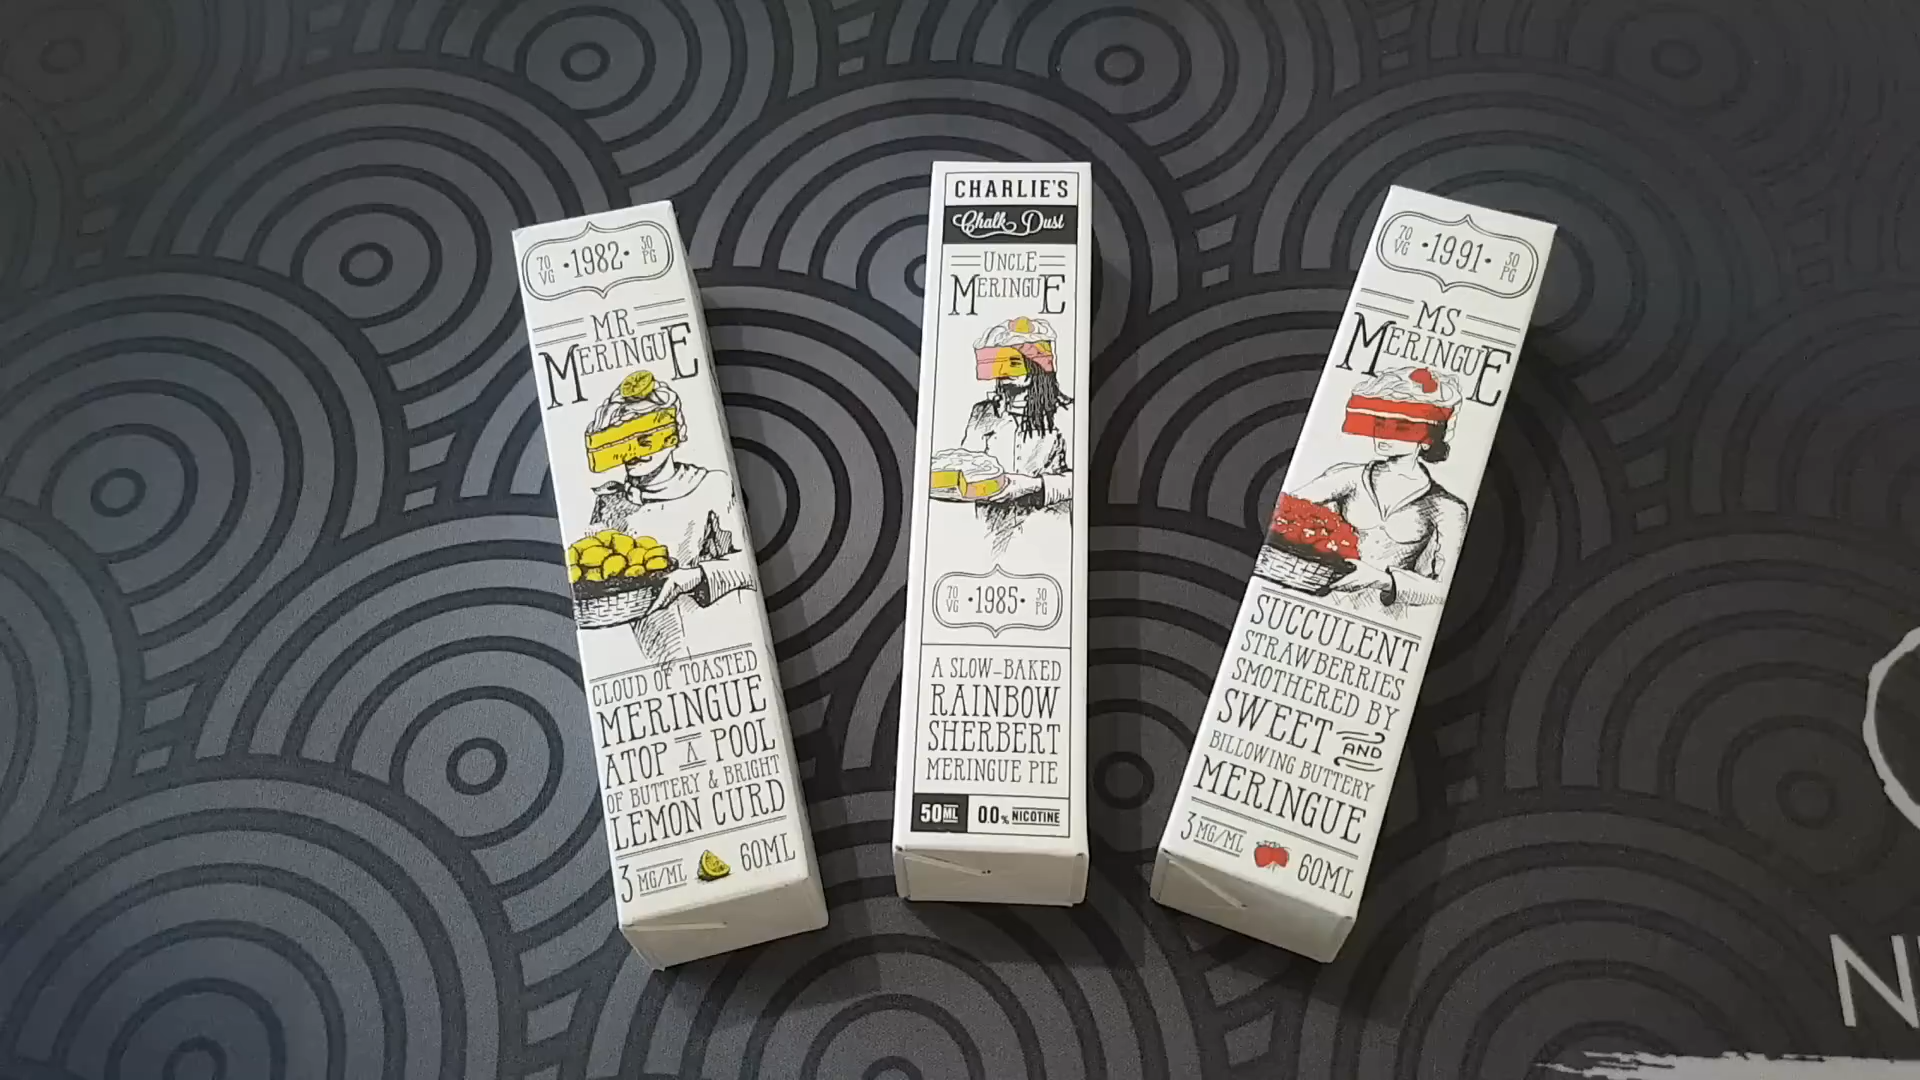 70 VG ·1982· 30 PG
MR
MERINGUE
CLOUD OF TOASTED
MERINGUE
ATOP A POOL
OF BUTTERY & BRIGHT
LEMON CURD
3 MG/ML 60ML
CHARLIE'S
Chalk Dust
UNCLE
MERINGUE
70 VG ·1985· 30 PG
A SLOW-BAKED
RAINBOW
SHERBERT
MERINGUE PIE
50ML 00% NICOTINE
70 VG ·1991· 30 PG
MS
MERINGUE
SUCCULENT
STRAWBERRIES
SMOTHERED BY
SWEET AND
BILLOWING BUTTERY
MERINGUE
3 MG/ML 60ML